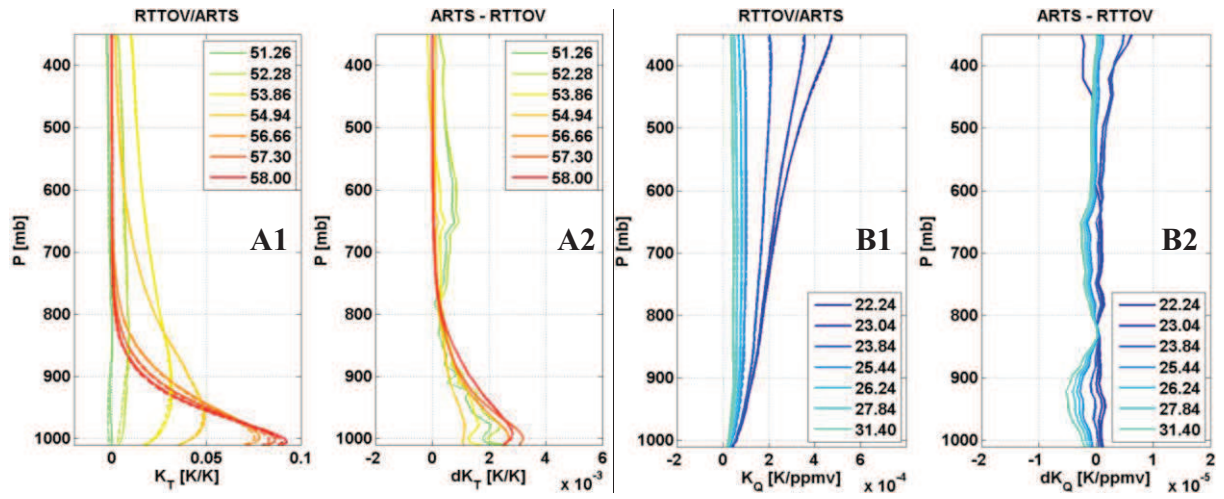 RTTOV/ARTS
400
500
600
700
800
900
1000
P [mb]
51.26
52.28
53.86
54.94
56.66
57.30
58.00
A1
0 0.05 0.1
K_T [K/K]
ARTS - RTTOV
400
500
600
700
800
900
1000
P [mb]
51.26
52.28
53.86
54.94
56.66
57.30
58.00
A2
-2 0 2 4 6
dK_T [K/K] x 10^-3
RTTOV/ARTS
400
500
600
700
800
900
1000
P [mb]
B1
22.24
23.04
23.84
25.44
26.24
27.84
31.40
-2 0 2 4 6
K_Q [K/ppmv] x 10^-4
ARTS - RTTOV
400
500
600
700
800
900
1000
P [mb]
B2
22.24
23.04
23.84
25.44
26.24
27.84
31.40
-2 -1 0 1 2
dK_Q [K/ppmv] x 10^-5